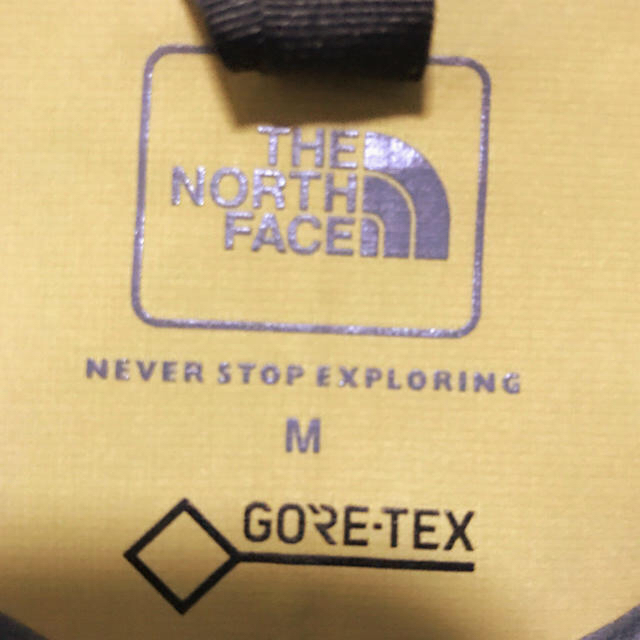 THE
NORTH
FACE
NEVER STOP EXPLORING
M
GORE-TEX